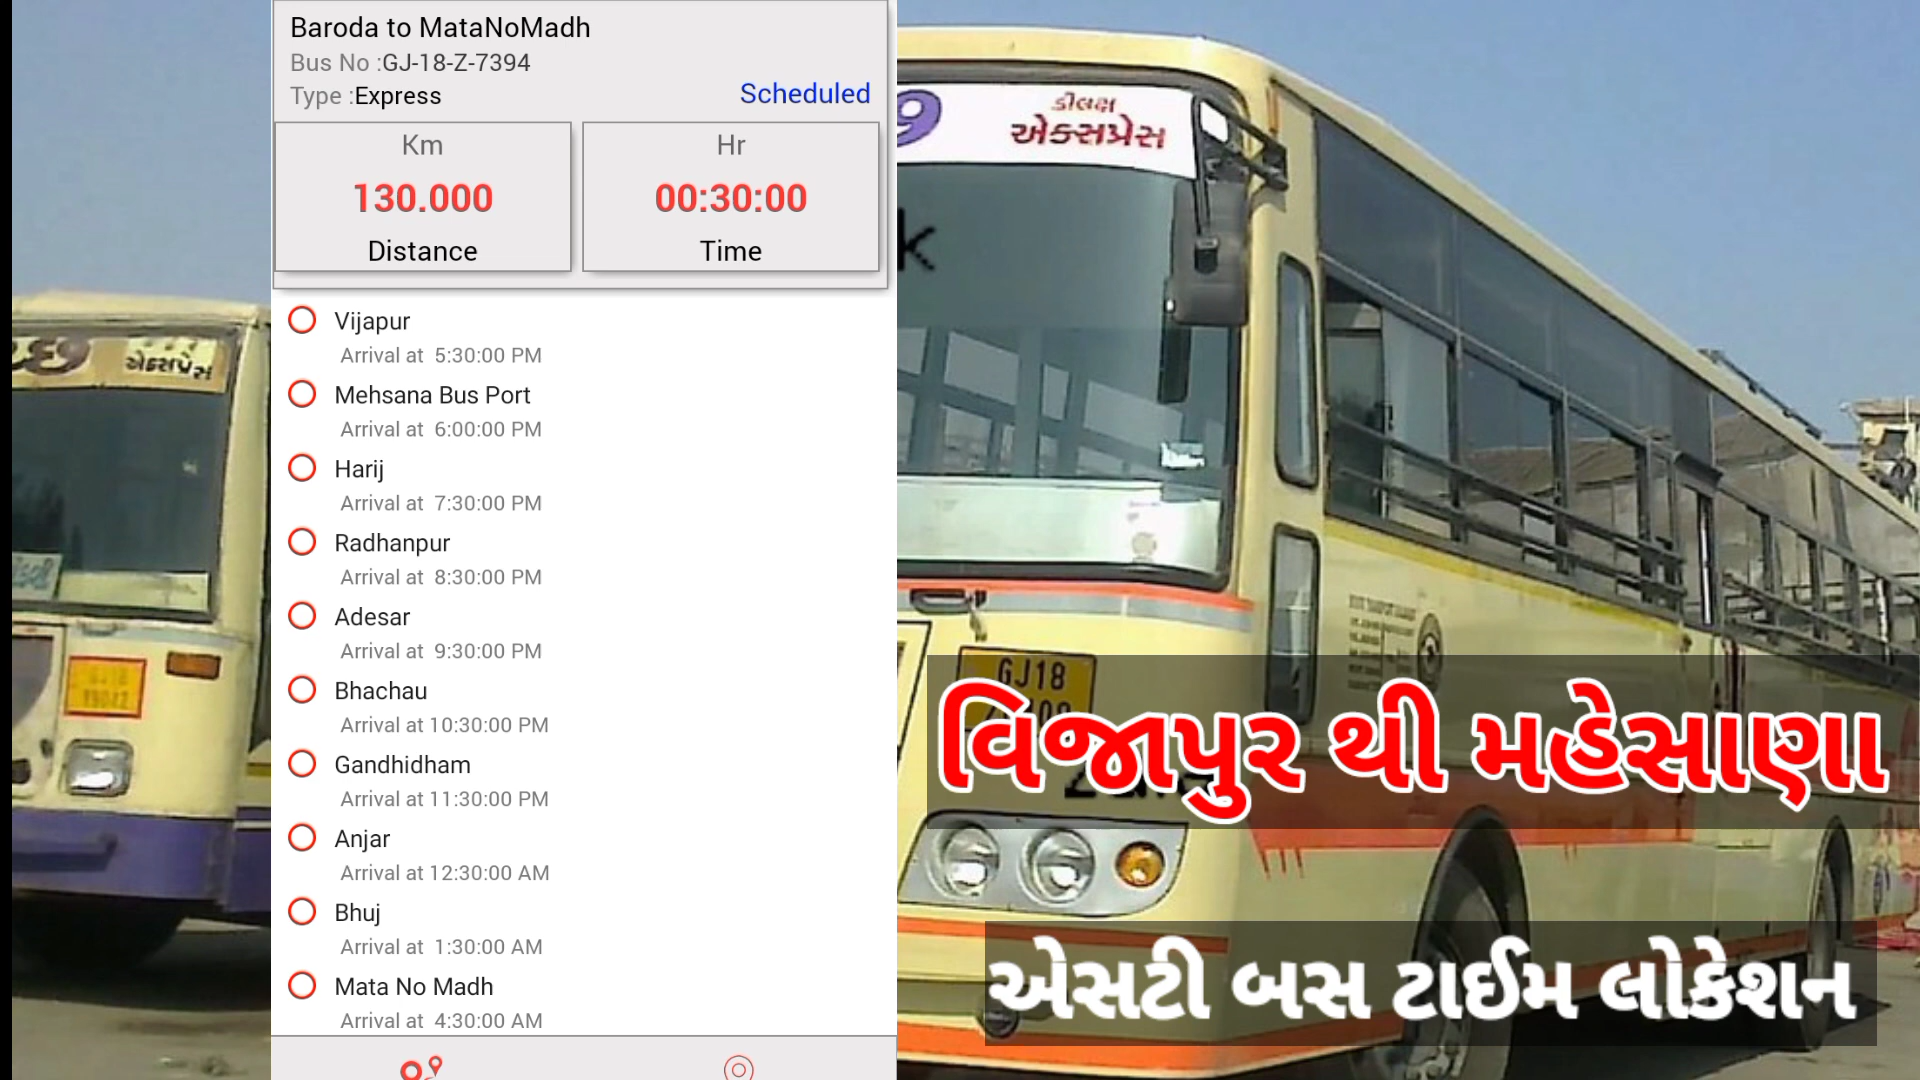 Baroda to MataNoMadh
Bus No :GJ-18-Z-7394
Type :Express
Scheduled
Km
130.000
Distance
Hr
00:30:00
Time
Vijapur
Arrival at 5:30:00 PM
Mehsana Bus Port
Arrival at 6:00:00 PM
Harij
Arrival at 7:30:00 PM
Radhanpur
Arrival at 8:30:00 PM
Adesar
Arrival at 9:30:00 PM
Bhachau
Arrival at 10:30:00 PM
Gandhidham
Arrival at 11:30:00 PM
Anjar
Arrival at 12:30:00 AM
Bhuj
Arrival at 1:30:00 AM
Mata No Madh
Arrival at 4:30:00 AM
ડીલક્ષ
એક્સપ્રેસ
GJ18
વિજાપુર થી મહેસાણા
એસટી બસ ટાઈમ લોકેશન